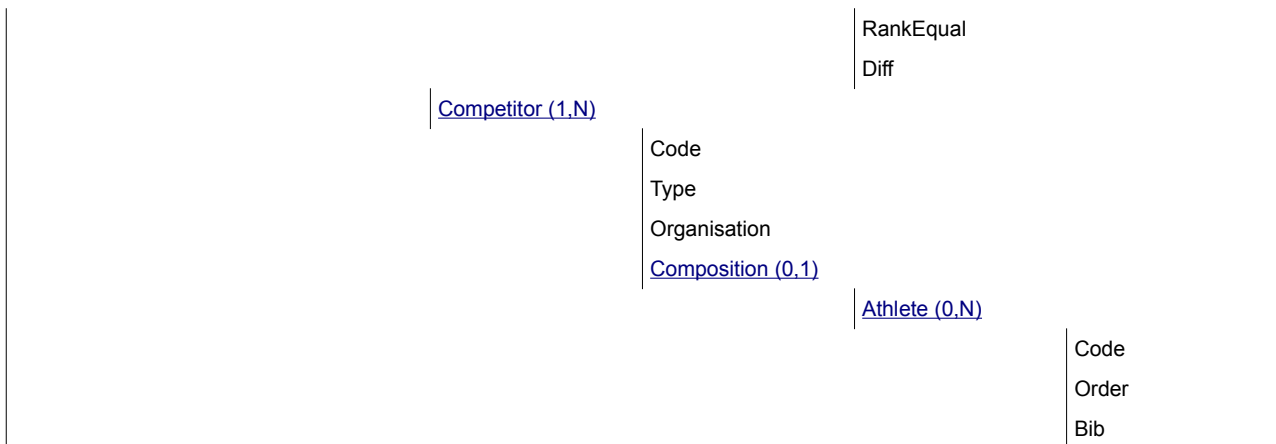 RankEqual
Diff
Competitor (1,N)
Code
Type
Organisation
Composition (0,1)
Athlete (0,N)
Code
Order
Bib